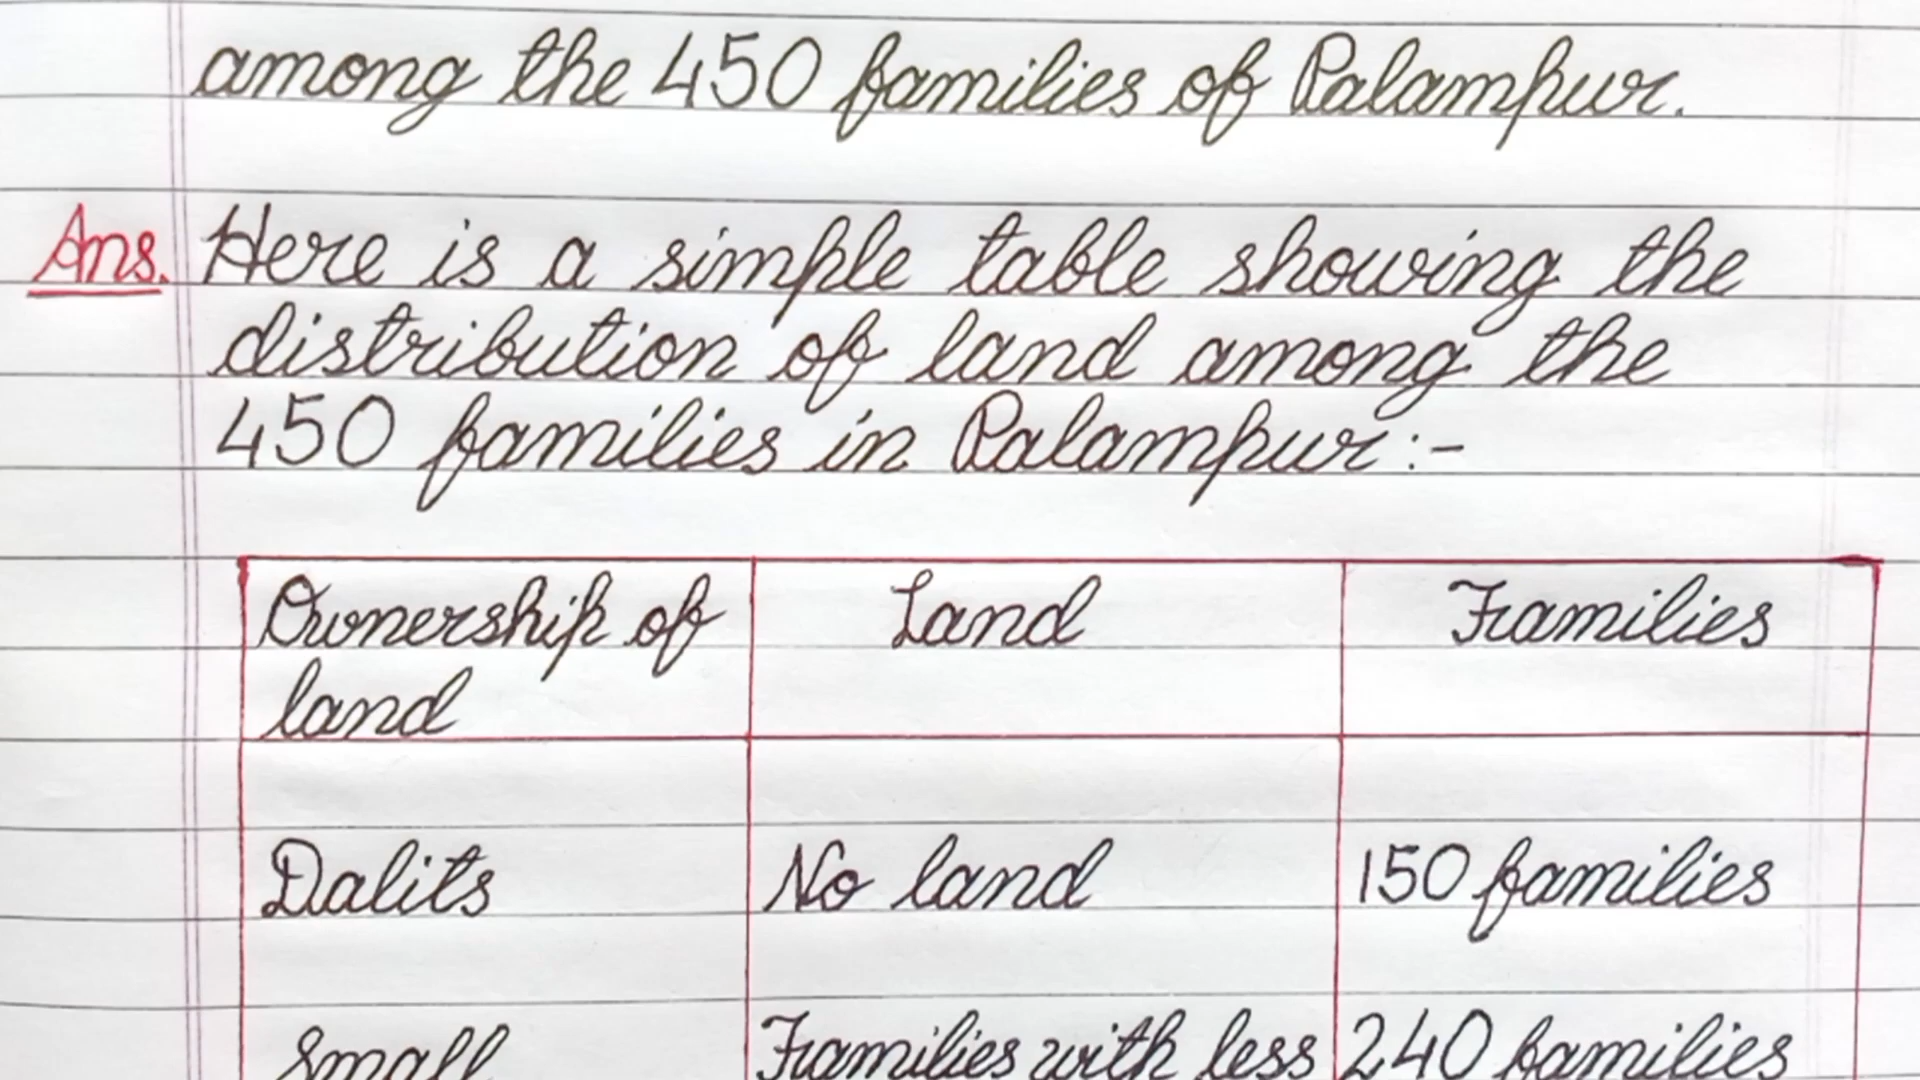 among the 450 families of Palampur.
Ans. Here is a simple table showing the
distribution of land among the
450 families in Palampur:-
Ownership of land
Land
Families
Dalits
No land
150 families
Small
Families with less
240 families